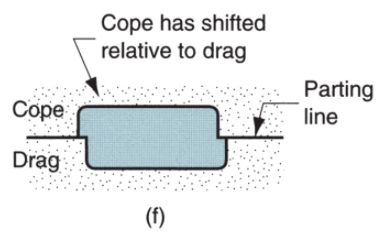 Cope has shifted
relative to drag
Parting
line
Cope
Drag
(f)